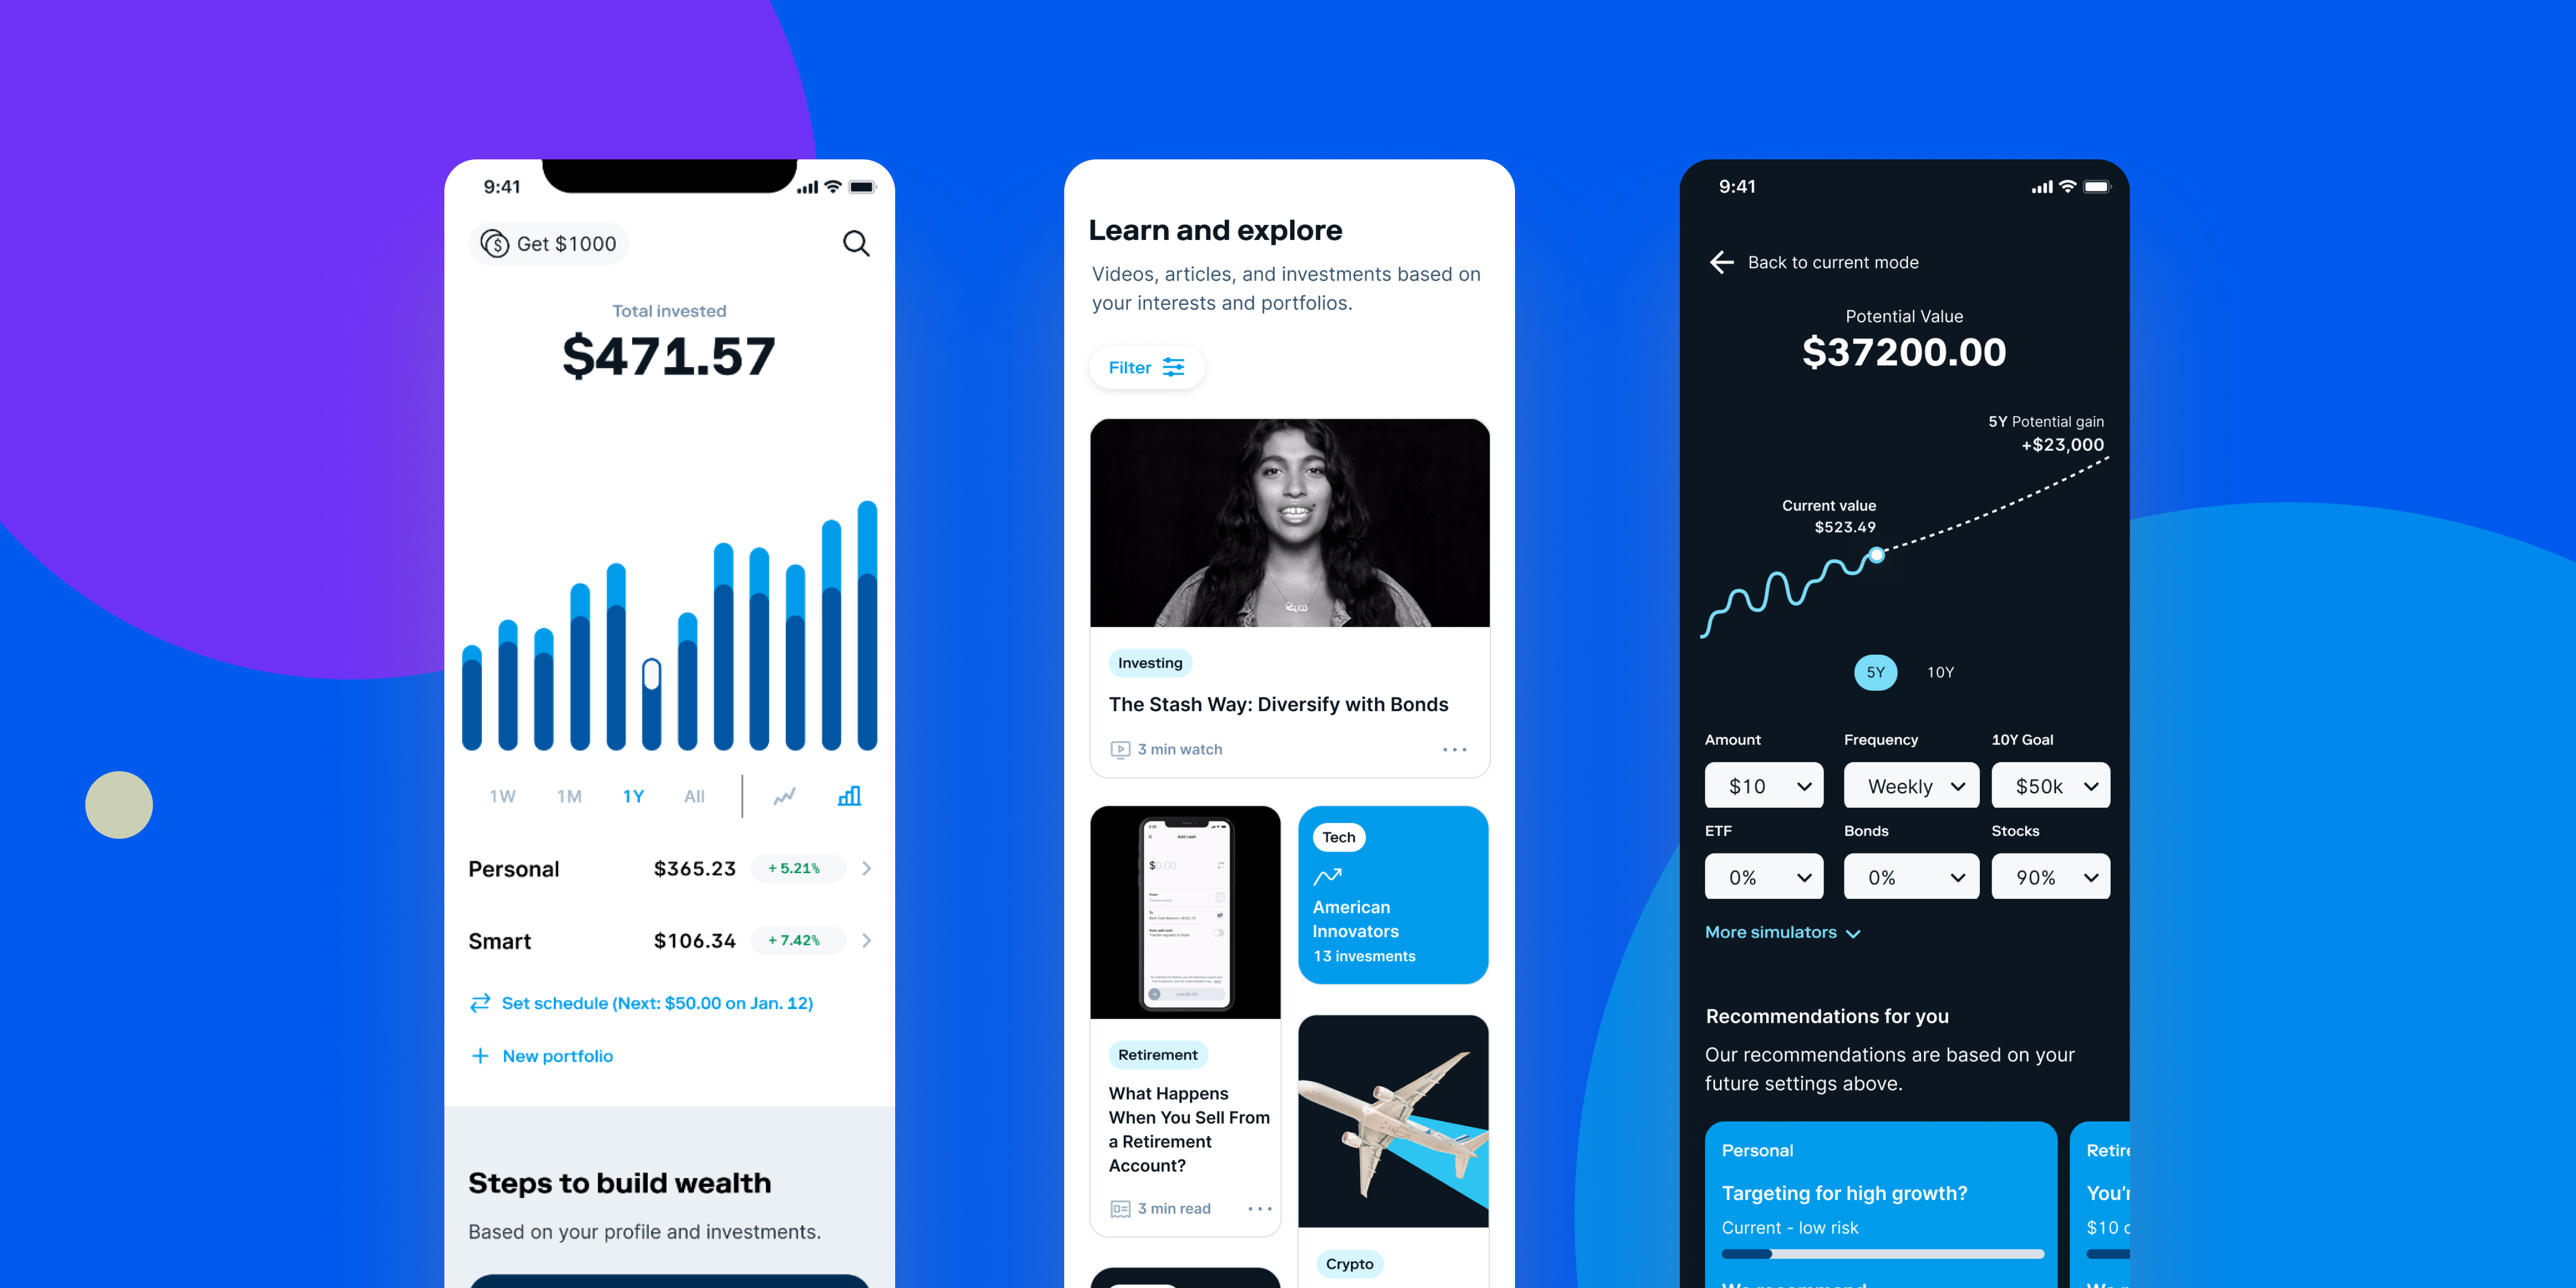 9:41
Get $1000
Total invested
$471.57
1W 1M 1Y All
Personal $365.23 + 5.21%
Smart $106.34 + 7.42%
Set schedule (Next: $50.00 on Jan. 12)
New portfolio
Steps to build wealth
Based on your profile and investments.
Learn and explore
Videos, articles, and investments based on
your interests and portfolios.
Filter
Investing
The Stash Way: Diversify with Bonds
3 min watch
Add cash
$0.00
Retirement
What Happens
When You Sell From
a Retirement
Account?
3 min read
Tech
American
Innovators
13 invesments
Crypto
9:41
Back to current mode
Potential Value
$37200.00
5Y Potential gain
+$23,000
Current value
$523.49
5Y 10Y
Amount Frequency 10Y Goal
$10 Weekly $50k
ETF Bonds Stocks
0% 0% 90%
More simulators
Recommendations for you
Our recommendations are based on your
future settings above.
Personal
Targeting for high growth?
Current - low risk
Retire
You'r
$10